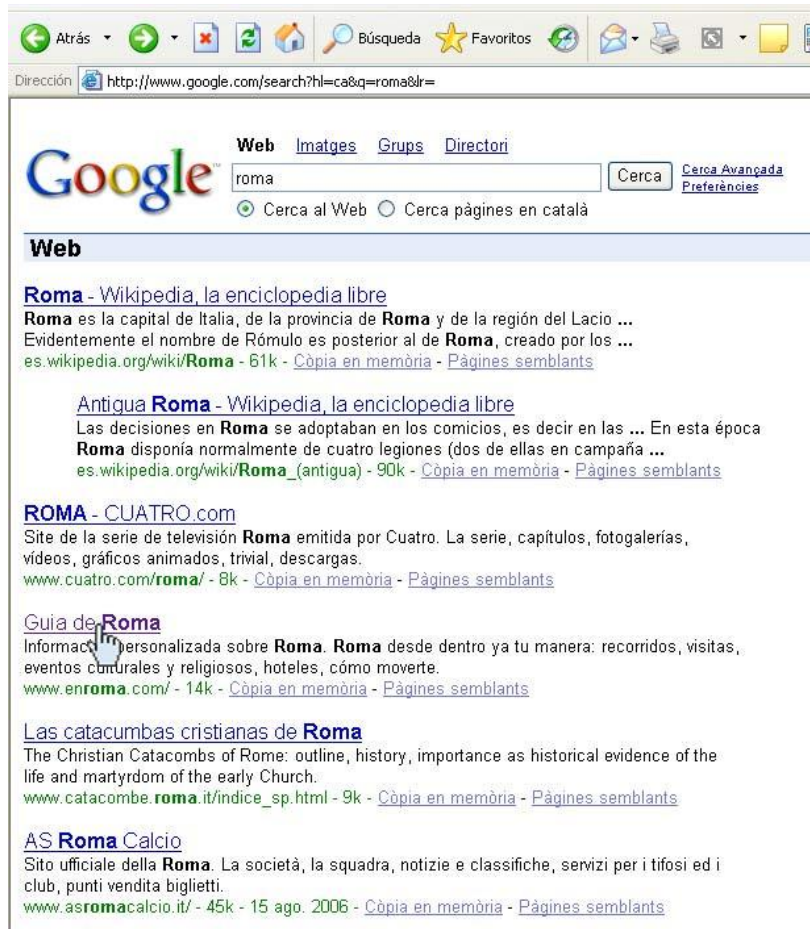 Atrás Búsqueda Favoritos
Dirección http://www.google.com/search?hl=ca&q=roma&lr=
Web Imatges Grups Directori
Google™ roma Cerca Cerca Avançada
Preferències
Cerca al Web Cerca pàgines en català
Web
Roma - Wikipedia, la enciclopedia libre
Roma es la capital de Italia, de la provincia de Roma y de la región del Lacio ...
Evidentemente el nombre de Rómulo es posterior al de Roma, creado por los ...
es.wikipedia.org/wiki/Roma - 61k - Còpia en memòria - Pàgines semblants
Antigua Roma - Wikipedia, la enciclopedia libre
Las decisiones en Roma se adoptaban en los comicios, es decir en las ... En esta época
Roma disponía normalmente de cuatro legiones (dos de ellas en campaña ...
es.wikipedia.org/wiki/Roma_(antigua) - 90k - Còpia en memòria - Pàgines semblants
ROMA - CUATRO.com
Site de la serie de televisión Roma emitida por Cuatro. La serie, capítulos, fotogalerías,
vídeos, gráficos animados, trivial, descargas.
www.cuatro.com/roma/ - 8k - Còpia en memòria - Pàgines semblants
Guia de Roma
personalizada sobre Roma. Roma desde dentro ya tu manera: recorridos, visitas,
eventos culturales y religiosos, hoteles, cómo moverte.
www.enroma.com/ - 14k - Còpia en memòria - Pàgines semblants
Las catacumbas cristianas de Roma
The Christian Catacombs of Rome: outline, history, importance as historical evidence of the
life and martyrdom of the early Church.
www.catacombe.roma.it/indice_sp.html - 9k - Còpia en memòria - Pàgines semblants
AS Roma Calcio
Sito ufficiale della Roma. La società, la squadra, notizie e classifiche, servizi per i tifosi ed i
club, punti vendita biglietti.
www.asromacalcio.it/ - 45k - 15 ago. 2006 - Còpia en memòria - Pàgines semblants